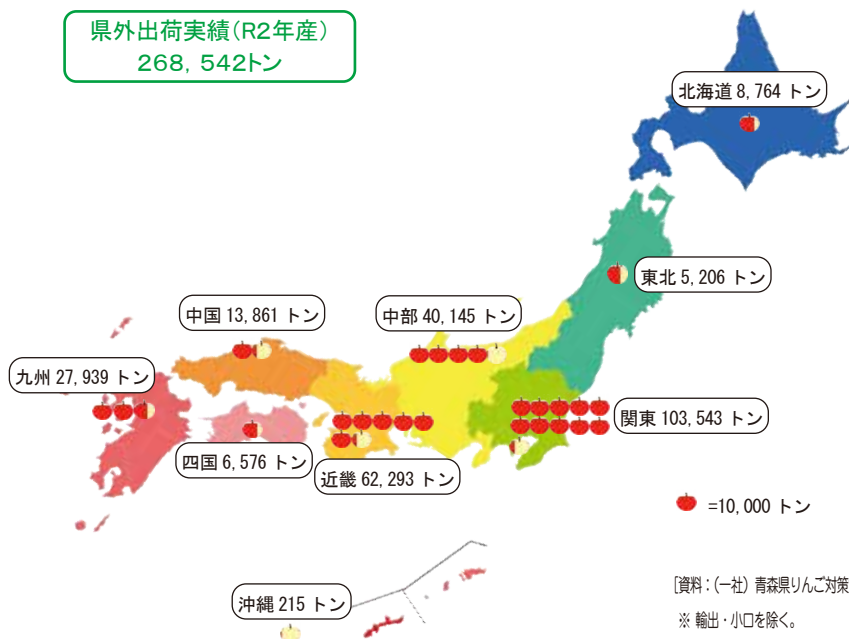 県外出荷実績(R2年産)
268,542トン
北海道 8,764 トン
東北 5,206 トン
中国 13,861 トン
中部 40,145 トン
九州 27,939 トン
関東 103,543 トン
四国 6,576 トン
近畿 62,293 トン
=10,000 トン
沖縄 215 トン
[資料：(一社) 青森県りんご対策
※ 輸出・小口を除く。